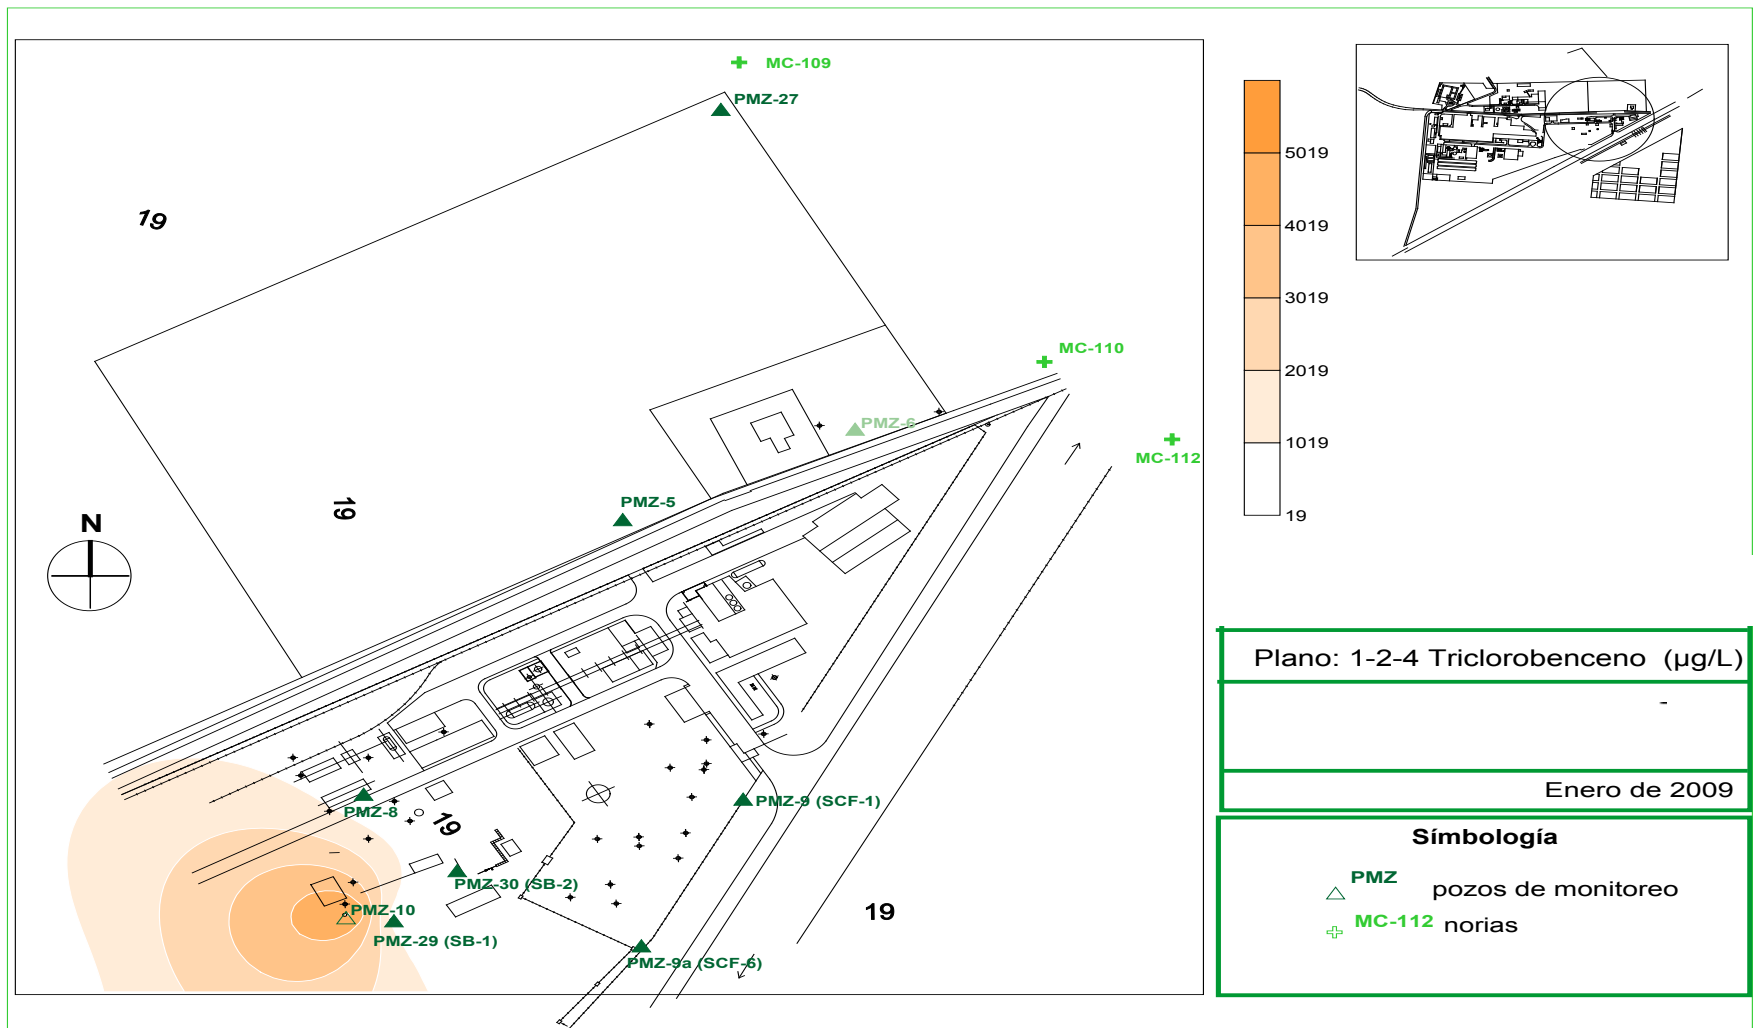 MC-109
PMZ-27
19
5019
4019
3019
2019
1019
19
MC-110
PMZ-6
MC-112
PMZ-5
19
N
Plano: 1-2-4 Triclorobenceno (µg/L)
-
Enero de 2009
PMZ-8
19
PMZ-9 (SCF-1)
PMZ-30 (SB-2)
PMZ-10
PMZ-29 (SB-1)
PMZ-9a (SCF-6)
19
Símbología
PMZ pozos de monitoreo
MC-112 norias